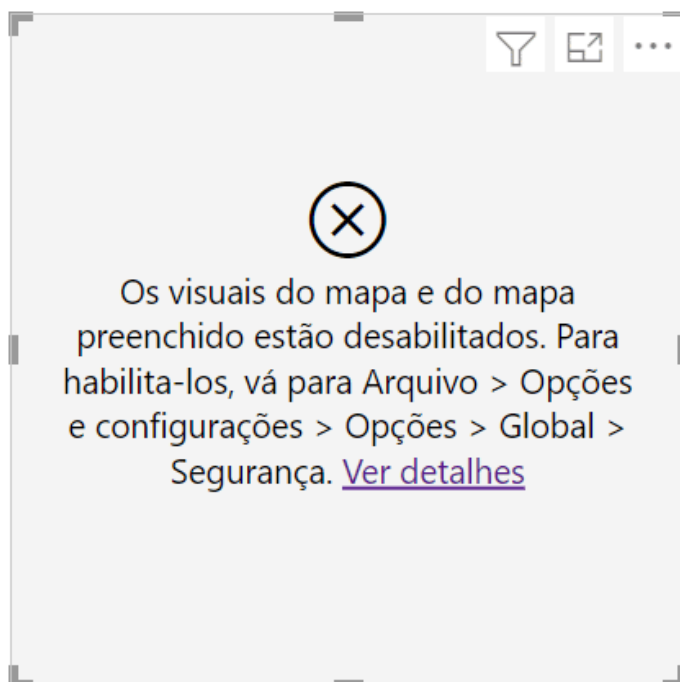 Os visuais do mapa e do mapa
preenchido estão desabilitados. Para
habilita-los, vá para Arquivo > Opções
e configurações > Opções > Global >
Segurança. Ver detalhes